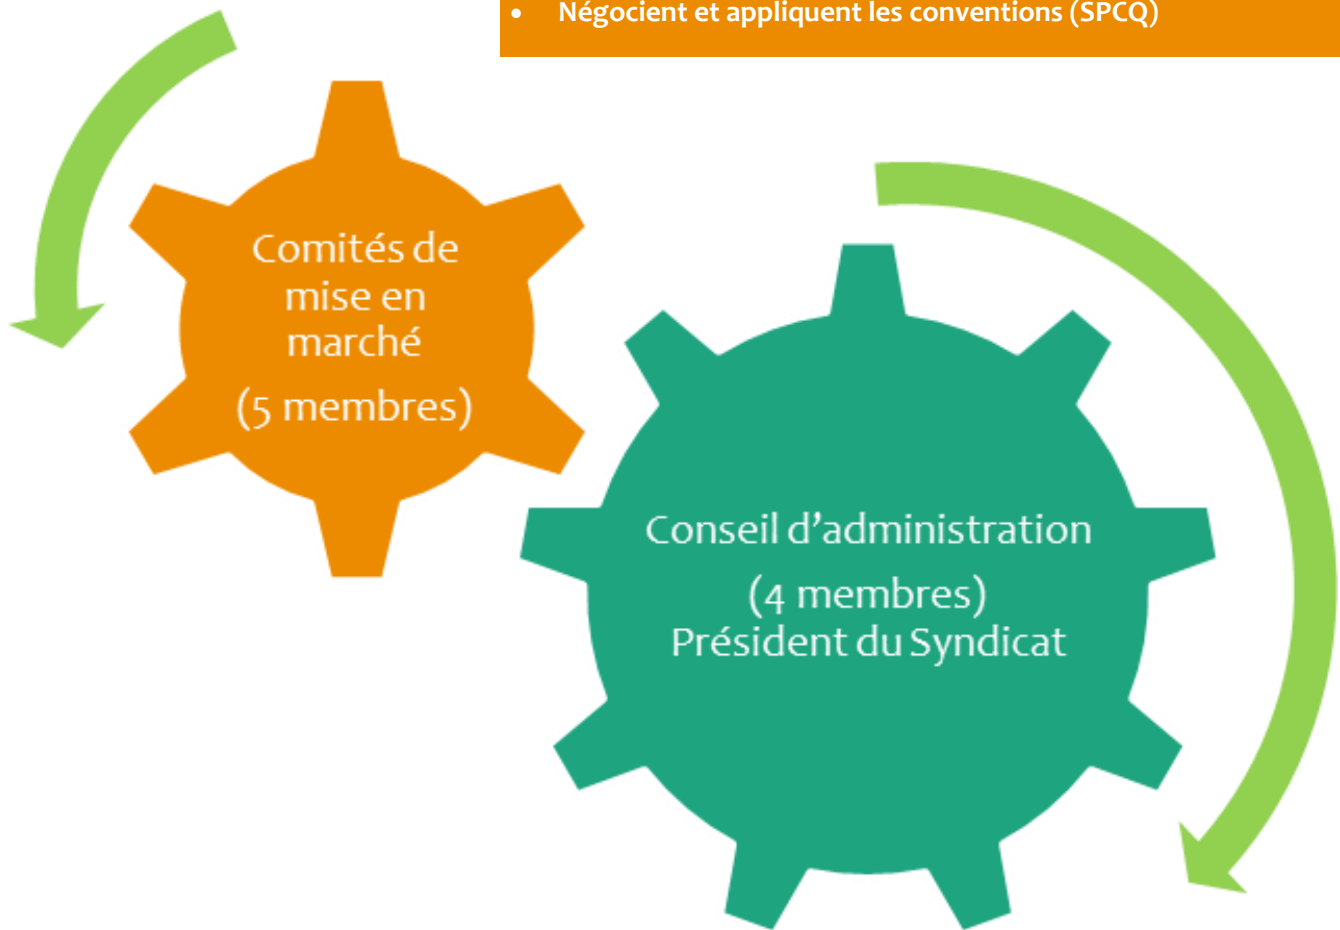 • Négocient et appliquent les conventions (SPCQ)
Comités de
mise en
marché
(5 membres)
Conseil d’administration
(4 membres)
Président du Syndicat